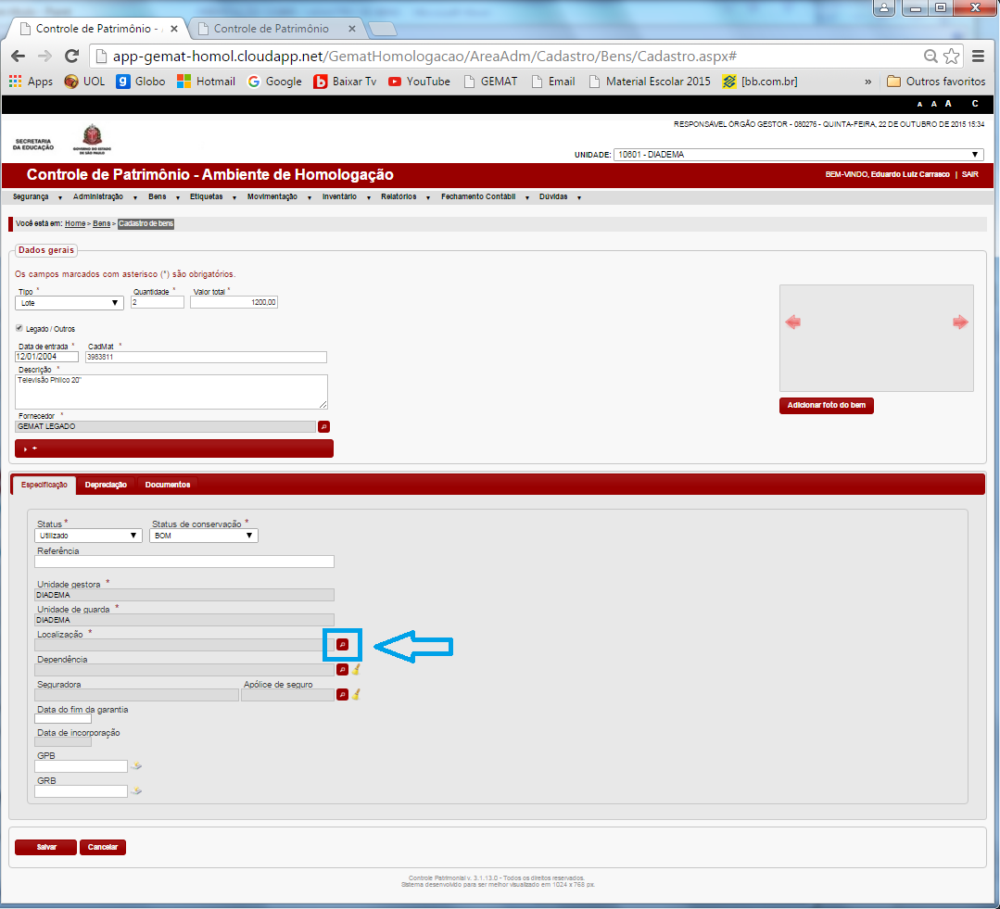 Controle de Patrimônio - A
Controle de Patrimônio
app-gemat-homol.cloudapp.net/GematHomologacao/AreaAdm/Cadastro/Bens/Cadastro.aspx#
Apps UOL Globo Hotmail Google Baixar Tv YouTube GEMAT Email Material Escolar 2015 [bb.com.br] » Outros favoritos
A A A C
RESPONSÁVEL ÓRGÃO GESTOR - 080276 - QUINTA-FEIRA, 22 DE OUTUBRO DE 2015 15:34
SECRETARIA
DA EDUCAÇÃO
GOVERNO DO ESTADO
DE SÃO PAULO
UNIDADE: 10601 - DIADEMA
Controle de Patrimônio - Ambiente de Homologação
BEM-VINDO, Eduardo Luiz Carrasco | SAIR
Segurança Administração Bens Etiquetas Movimentação Inventário Relatórios Fechamento Contábil Dúvidas
Você está em: Home > Bens > Cadastro de bens
Dados gerais
Os campos marcados com asterisco (*) são obrigatórios.
Tipo * Quantidade * Valor total *
Lote 2 1200,00
Legado / Outros
Data de entrada * CadMat *
12/01/2004 3983811
Descrição *
Televisão Philco 20"
Adicionar foto do bem
Fornecedor *
GEMAT LEGADO
Especificação Depreciação Documentos
Status * Status de conservação *
Utilizado BOM
Referência
Unidade gestora *
DIADEMA
Unidade de guarda *
DIADEMA
Localização *
Dependência
Seguradora Apólice de seguro
Data do fim da garantia
Data de incorporação
GPB
GRB
Salvar Cancelar
Controle Patrimonial v. 3.1.13.0 - Todos os direitos reservados.
Sistema desenvolvido para ser melhor visualizado em 1024 x 768 px.